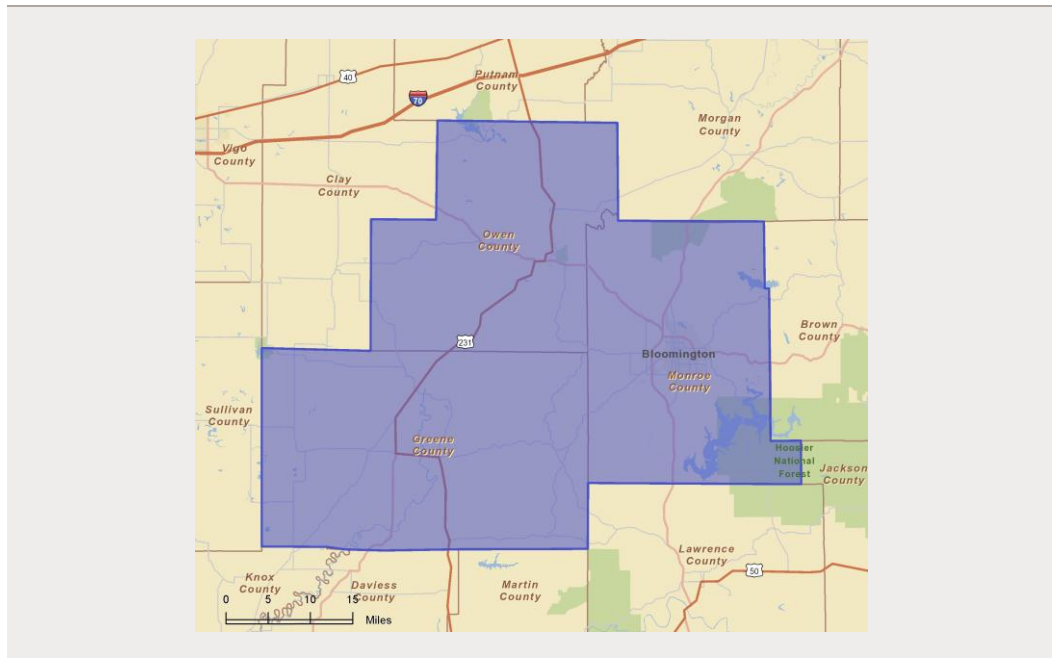 Putnam
County
40
70
Morgan
County
Vigo
County
Clay
County
Owen
County
Brown
County
231
Bloomington
Monroe
County
Sullivan
County
Greene
County
Hoosier
National
Forest
Jackson
County
Lawrence
County
50
Knox
County
Daviess
County
Martin
County
0 5 10 15
Miles